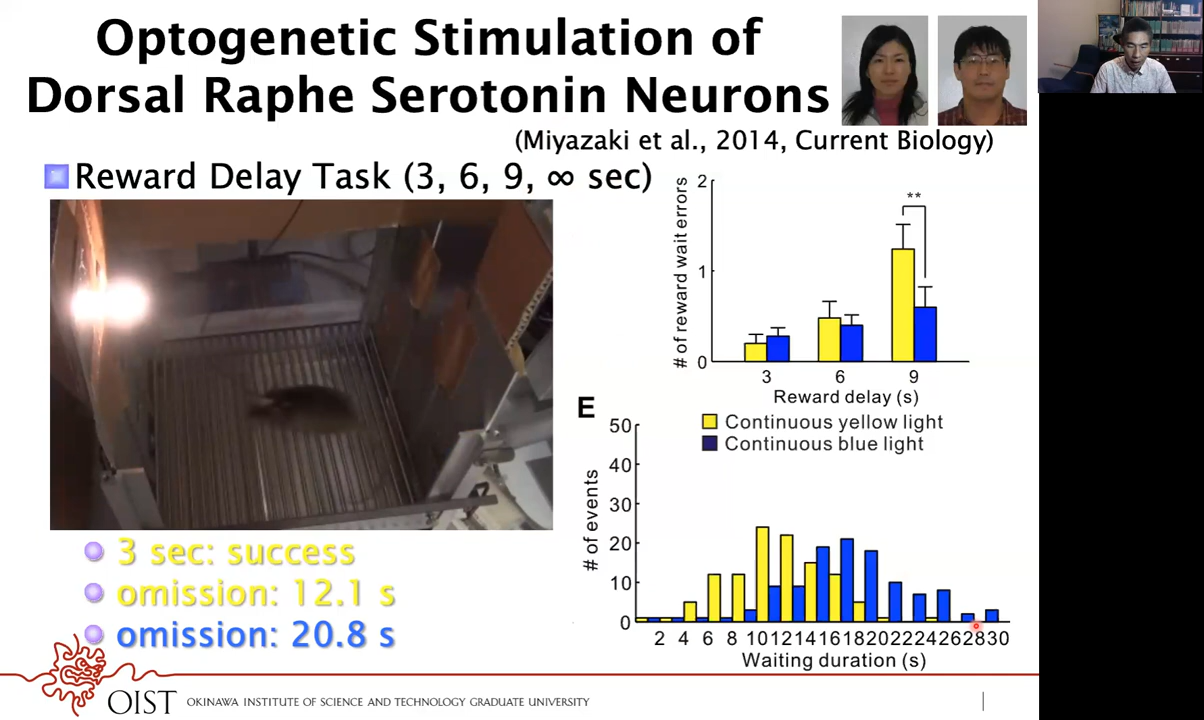 Optogenetic Stimulation of
Dorsal Raphe Serotonin Neurons
(Miyazaki et al., 2014, Current Biology)
Reward Delay Task (3, 6, 9, ∞ sec)
# of reward wait errors
2
1
0
**
3 6 9
Reward delay (s)
E
Continuous yellow light
Continuous blue light
# of events
50
40
30
20
10
0
2 4 6 8 10 12 14 16 18 20 22 24 26 28 30
Waiting duration (s)
3 sec: success
omission: 12.1 s
omission: 20.8 s
OIST OKINAWA INSTITUTE OF SCIENCE AND TECHNOLOGY GRADUATE UNIVERSITY